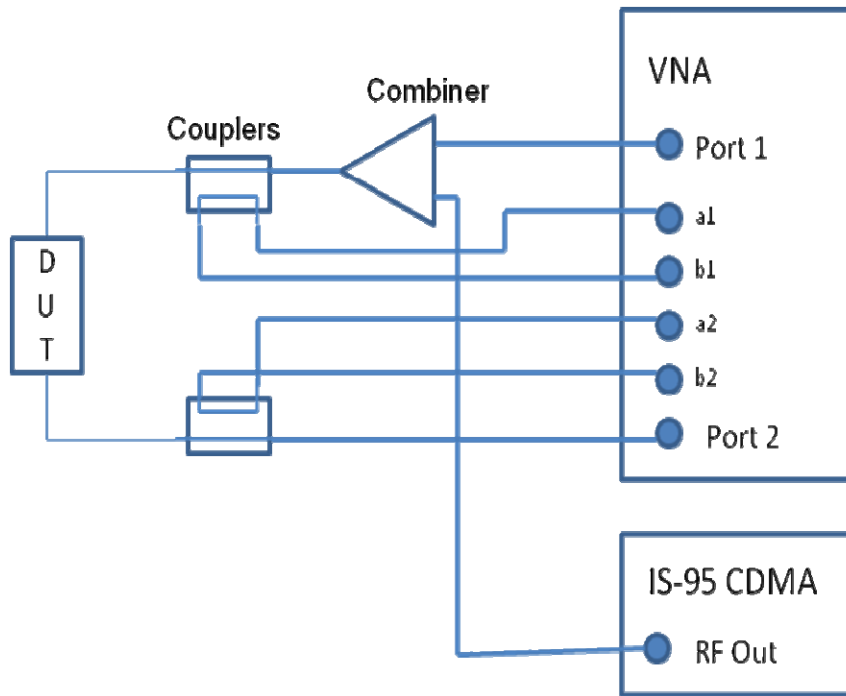 VNA
Combiner
Couplers
Port 1
a1
b1
D
U
T
a2
b2
Port 2
IS-95 CDMA
RF Out